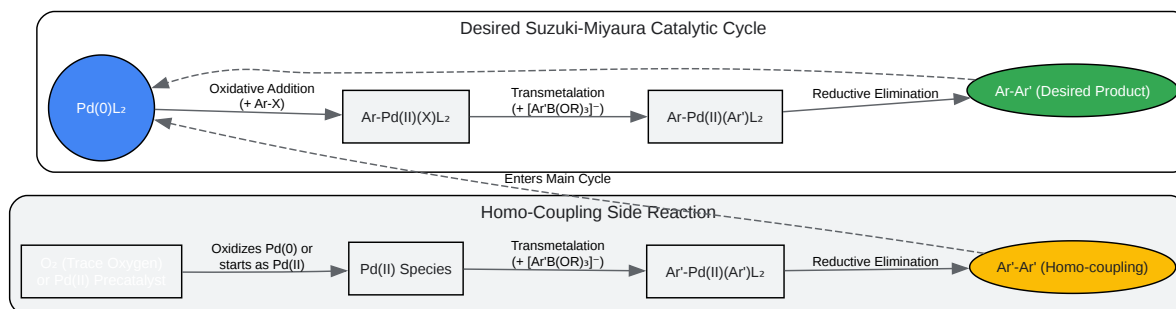 Desired Suzuki-Miyaura Catalytic Cycle
Pd(0)L₂
Oxidative Addition
(+ Ar-X)
Ar-Pd(II)(X)L₂
Transmetalation
(+ [Ar'B(OR)₃]⁻)
Ar-Pd(II)(Ar')L₂
Reductive Elimination
Ar-Ar' (Desired Product)
Enters Main Cycle
Homo-Coupling Side Reaction
O₂ (Trace Oxygen)
or Pd(II) Precatalyst
Oxidizes Pd(0) or
starts as Pd(II)
Pd(II) Species
Transmetalation
(+ [Ar'B(OR)₃]⁻)
Ar'-Pd(II)(Ar')L₂
Reductive Elimination
Ar'-Ar' (Homo-coupling)